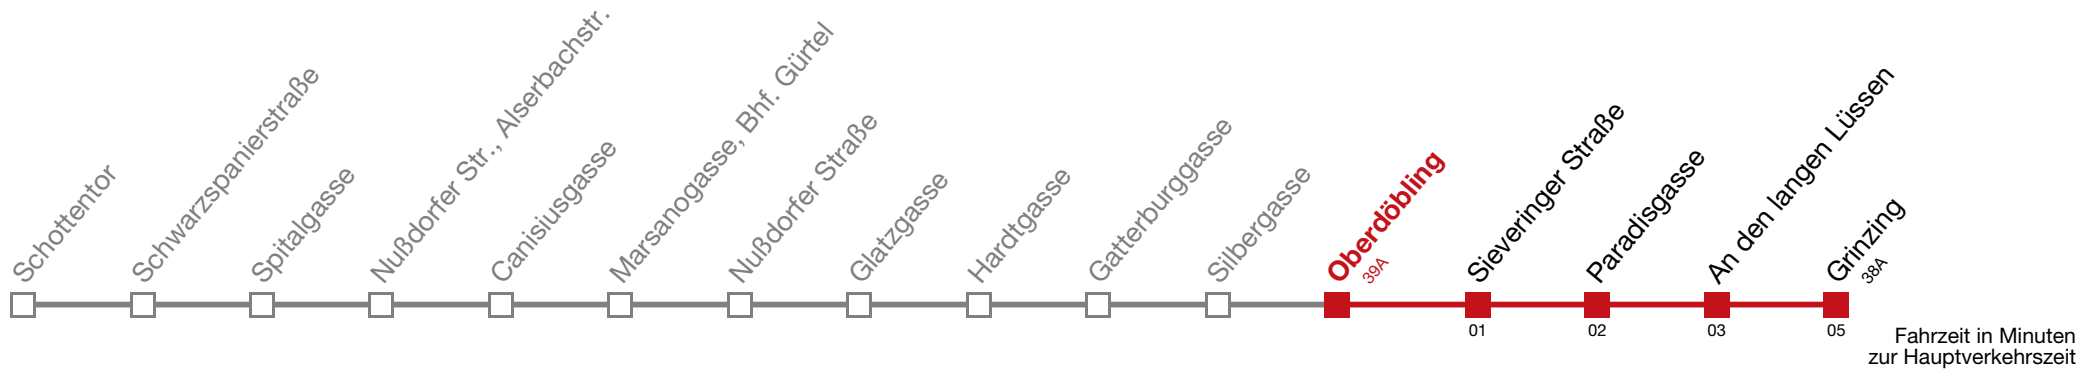 Schottentor
Schwarzspanierstraße
Spitalgasse
Nußdorfer Str., Alserbachstr.
Canisiusgasse
Marsanogasse, Bhf. Gürtel
Nußdorfer Straße
Glatzgasse
Hardtgasse
Gatterburggasse
Silbergasse
Oberdöbling
39A
Sieveringer Straße
Paradisgasse
An den langen Lüssen
Grinzing
38A
01
02
03
05
Fahrzeit in Minuten
zur Hauptverkehrszeit